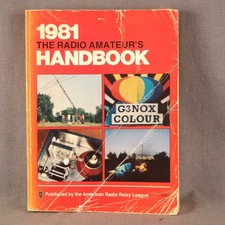 1981
THE RADIO AMATEUR'S
HANDBOOK
G3NOX
COLOUR
Published by the American Radio Relay League